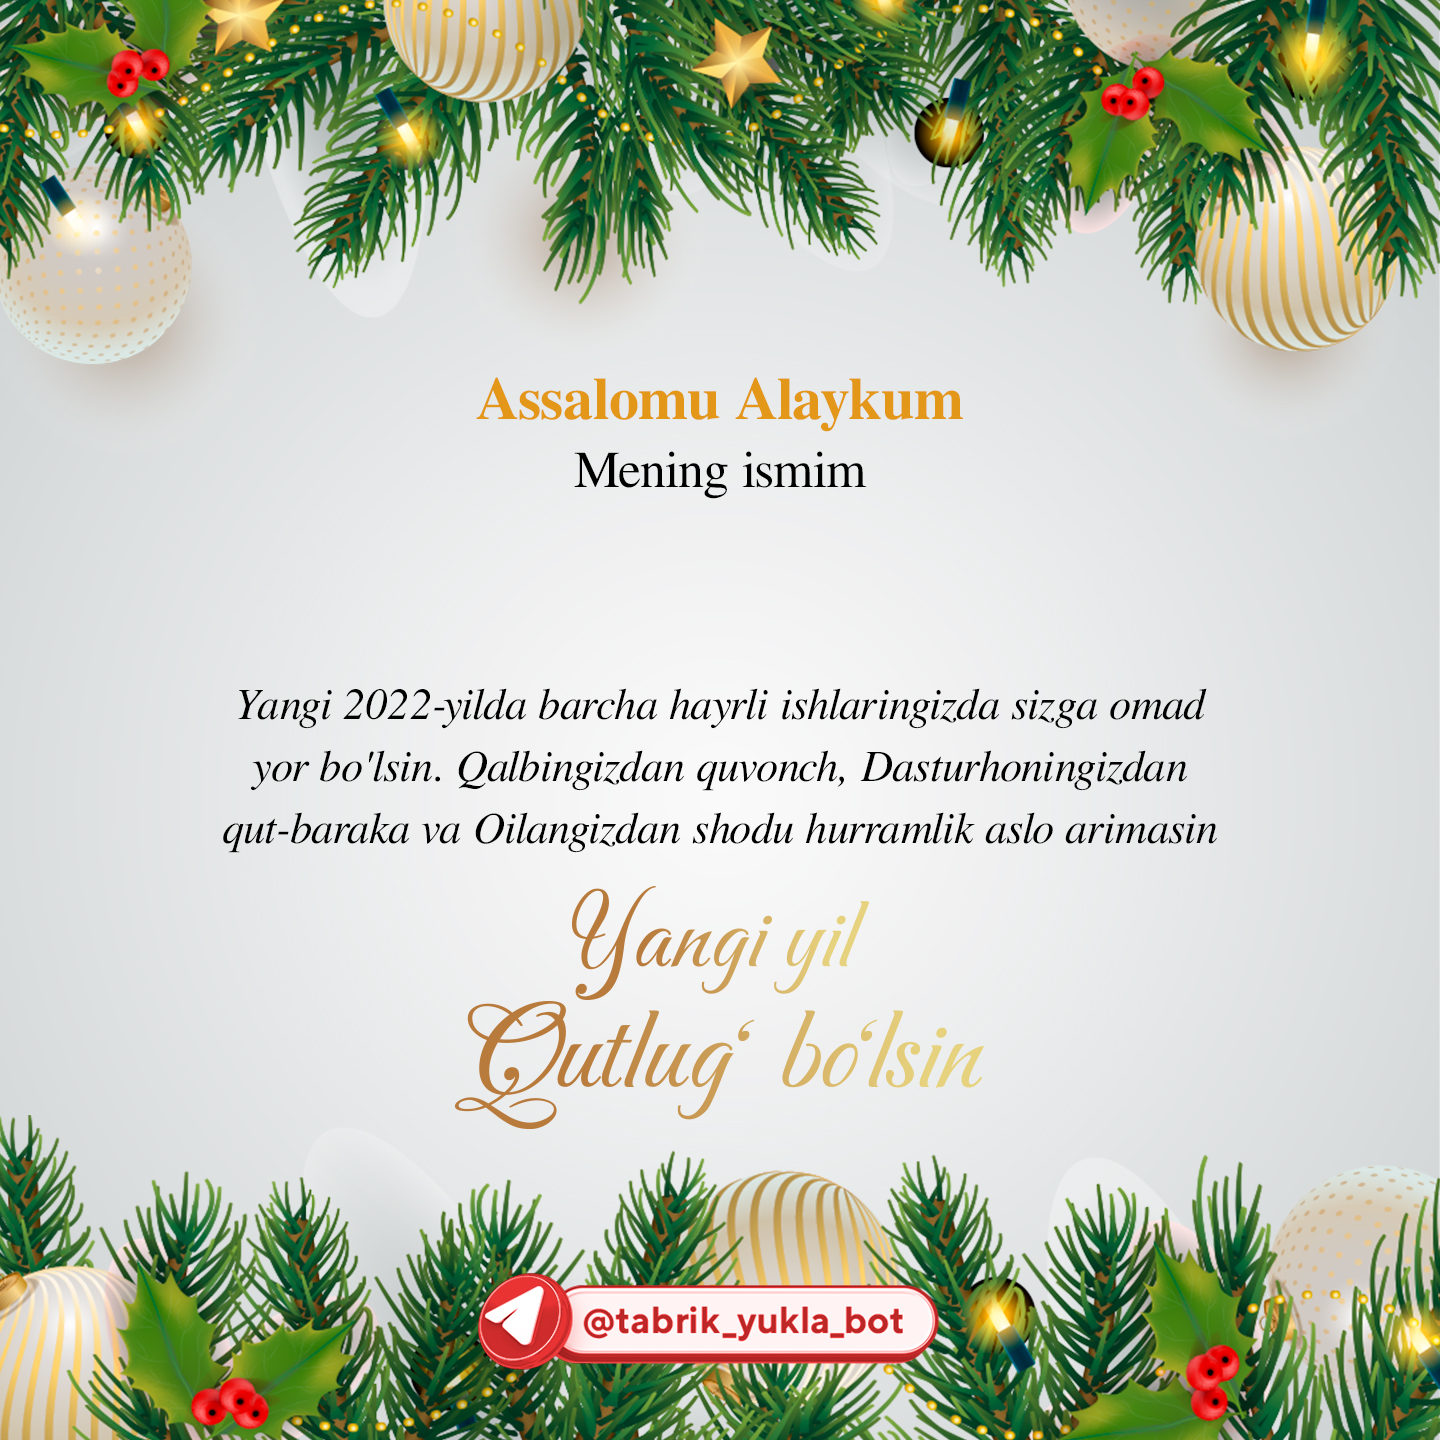 Assalomu Alaykum
Mening ismim
Yangi 2022-yilda barcha hayrli ishlaringizda sizga omad
yor bo'lsin. Qalbingizdan quvonch, Dasturhoningizdan
qut-baraka va Oilangizdan shodu hurramlik aslo arimasin
Yangi yil
Qutlug‘ bo‘lsin
@tabrik_yukla_bot